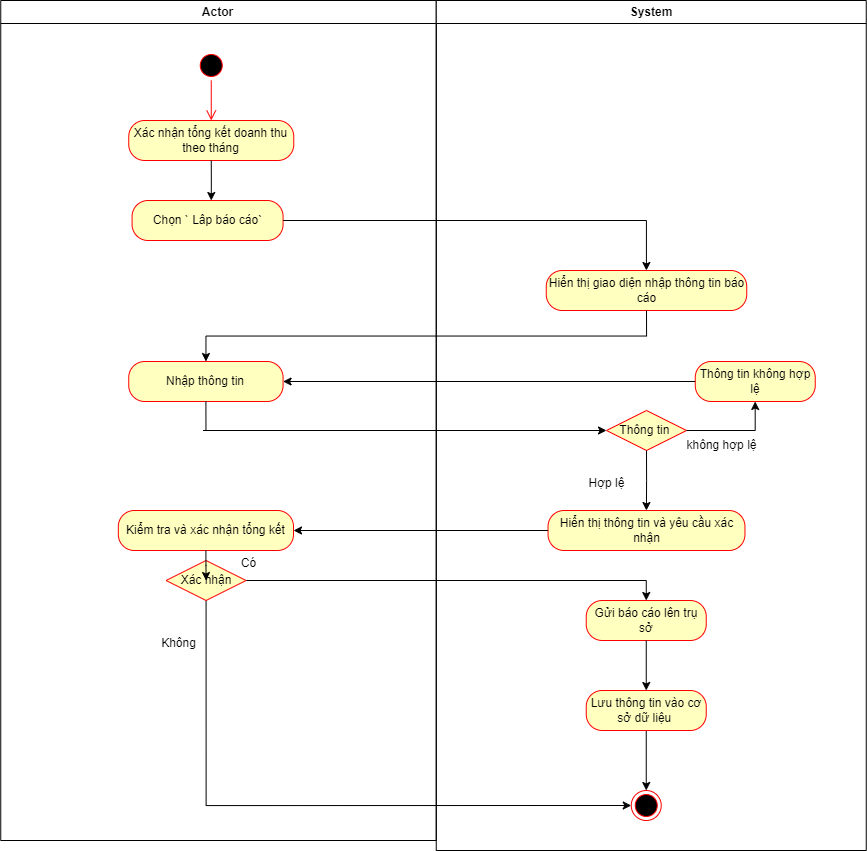 Actor
System
Xác nhận tổng kết doanh thu
theo tháng
Chọn ` Lâp báo cáo`
Hiển thị giao diện nhập thông tin báo
cáo
Nhập thông tin
Thông tin không hợp
lệ
Thông tin
không hợp lệ
Hợp lệ
Kiểm tra và xác nhận tổng kết
Hiển thị thông tin và yêu cầu xác
nhận
Có
Xác nhận
Gửi báo cáo lên trụ
sở
Không
Lưu thông tin vào cơ
sở dữ liệu